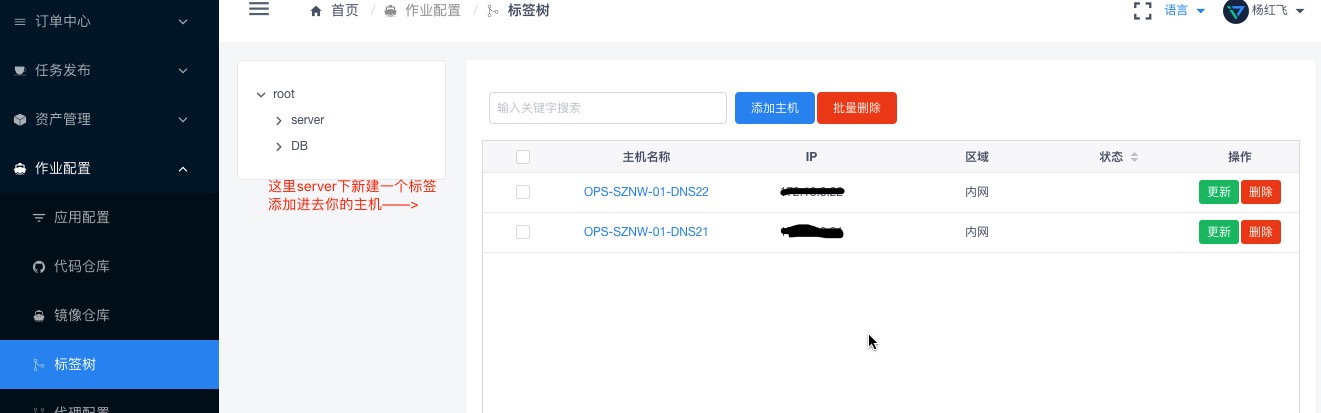 订单中心
任务发布
资产管理
作业配置
应用配置
代码仓库
镜像仓库
标签树
代理配置
首页 / 作业配置 / 标签树
语言 杨红飞
root
server
DB
这里server下新建一个标签
添加进去你的主机——>
输入关键字搜索 添加主机 批量删除
主机名称 IP 区域 状态 操作
OPS-SZNW-01-DNS22 内网 更新 删除
OPS-SZNW-01-DNS21 内网 更新 删除